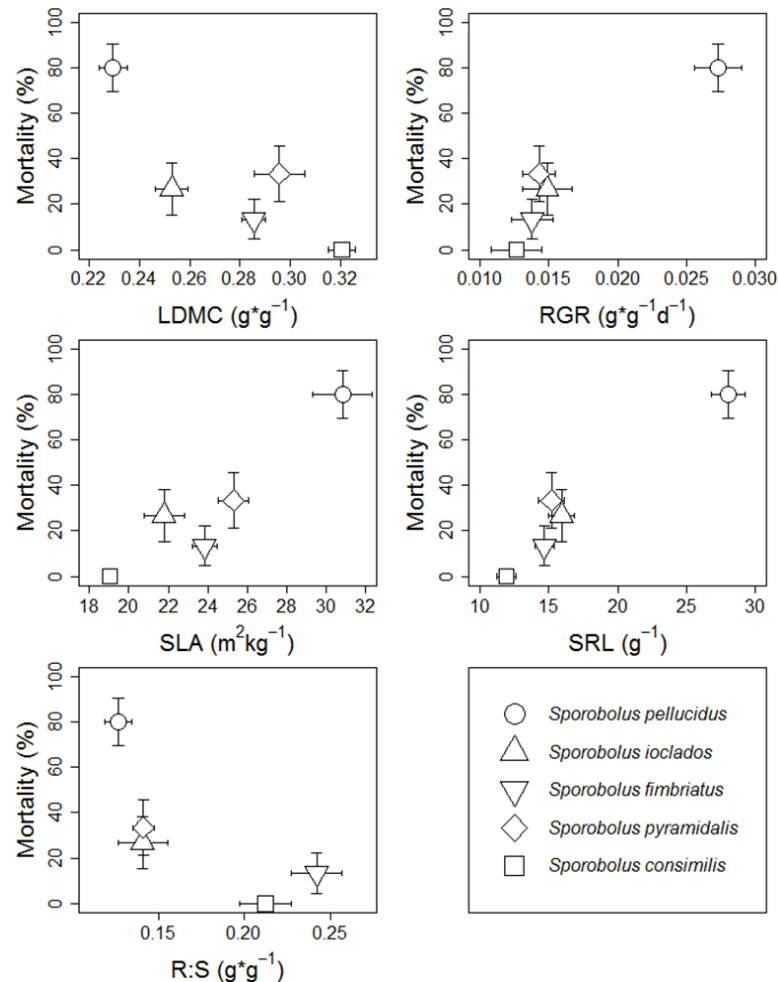 Mortality (%)
0 20 40 60 80 100
0.22 0.24 0.26 0.28 0.30 0.32
LDMC (g*g⁻¹)
Mortality (%)
0 20 40 60 80 100
0.010 0.015 0.020 0.025 0.030
RGR (g*g⁻¹d⁻¹)
Mortality (%)
0 20 40 60 80 100
18 20 22 24 26 28 30 32
SLA (m²kg⁻¹)
Mortality (%)
0 20 40 60 80 100
10 15 20 25 30
SRL (g⁻¹)
Mortality (%)
0 20 40 60 80 100
0.15 0.20 0.25
R:S (g*g⁻¹)
Sporobolus pellucidus
Sporobolus ioclados
Sporobolus fimbriatus
Sporobolus pyramidalis
Sporobolus consimilis